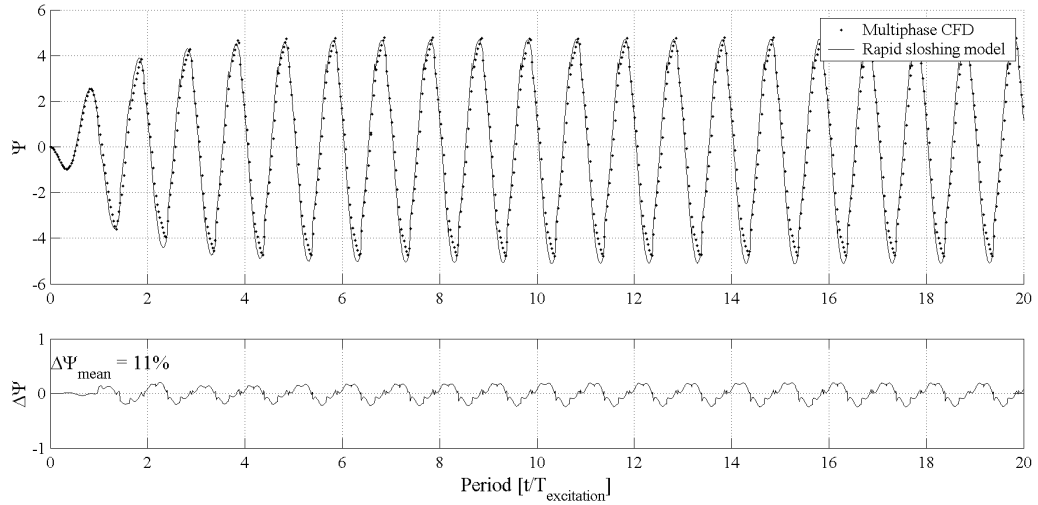 6
4
2
0
-2
-4
-6
Ψ
Multiphase CFD
Rapid sloshing model
0 2 4 6 8 10 12 14 16 18 20
1
0
-1
ΔΨ
ΔΨmean = 11%
0 2 4 6 8 10 12 14 16 18 20
Period [t/Texcitation]